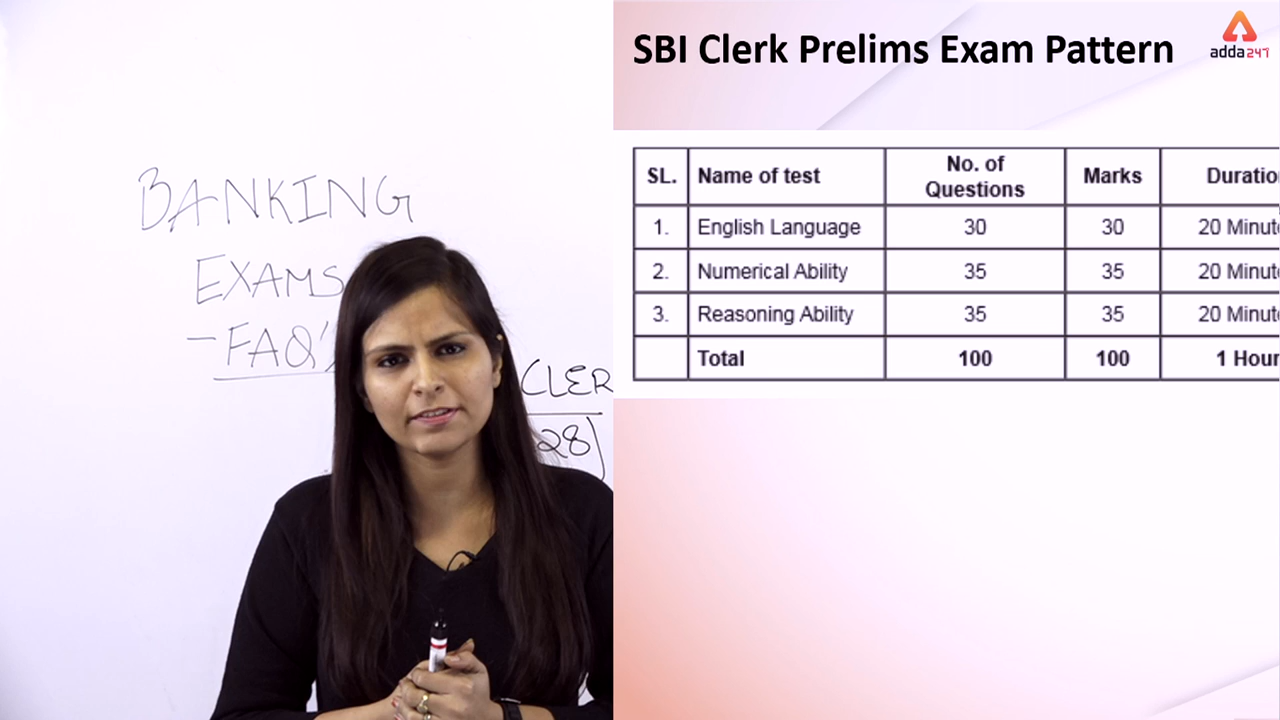 BANKING
EXAMS
-FAQ's
CLER
28]
SBI Clerk Prelims Exam Pattern
adda247
SL. Name of test No. of Questions Marks Duratio
1. English Language 30 30 20 Minut
2. Numerical Ability 35 35 20 Minut
3. Reasoning Ability 35 35 20 Minut
Total 100 100 1 Hour